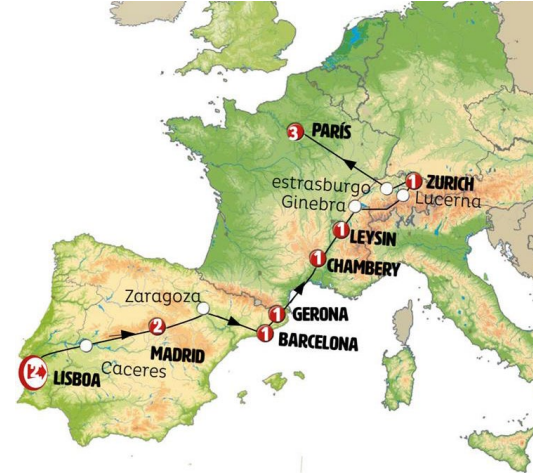 3 PARÍS
estrasburgo
1 ZURICH
Ginebra
Lucerna
1 LEYSIN
1 CHAMBERY
Zaragoza
1 GERONA
2
MADRID
1 BARCELONA
Caceres
2 LISBOA